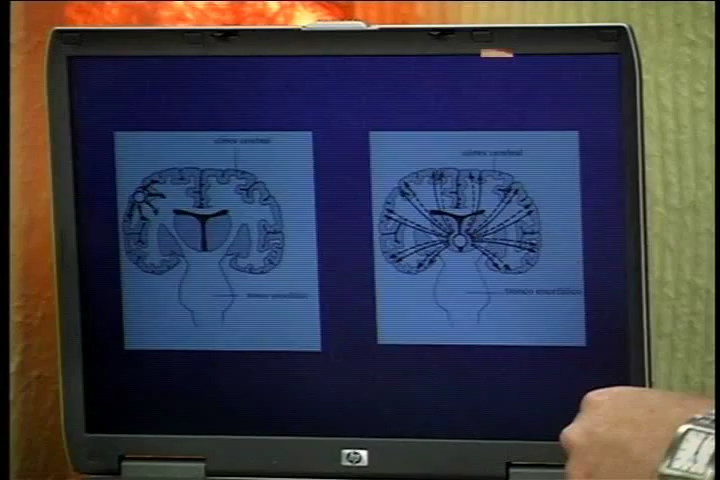 córtex cerebral
córtex cerebral
tronco encefálico
tronco encefálico
hp